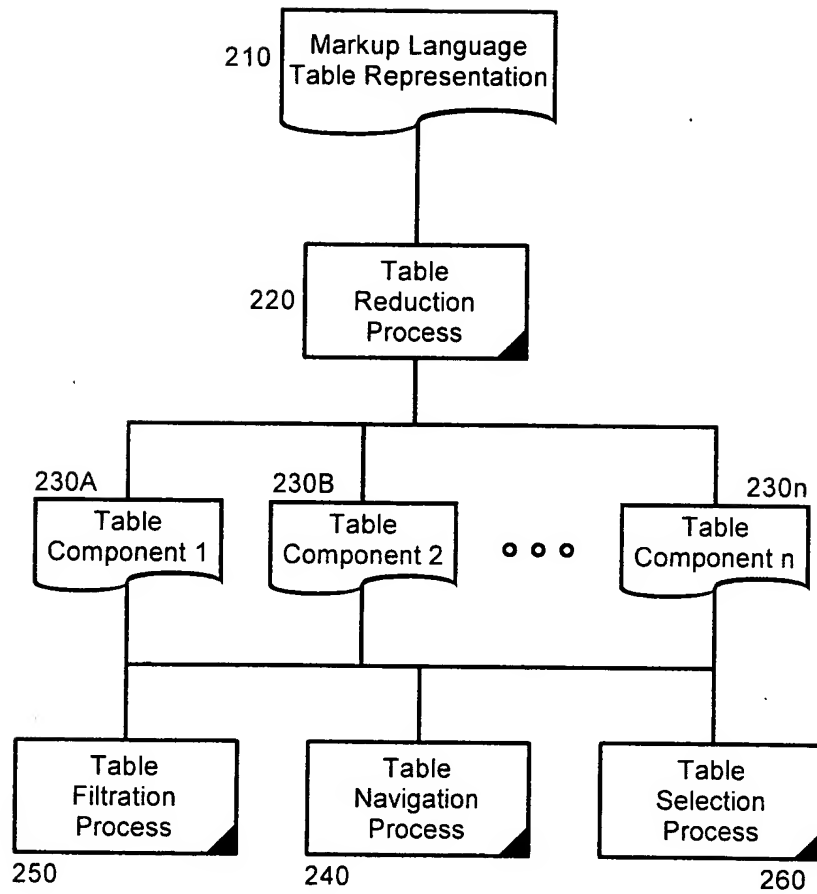 210
Markup Language
Table Representation
220
Table
Reduction
Process
230A
230B
230n
Table
Component 1
Table
Component 2
Table
Component n
Table
Filtration
Process
Table
Navigation
Process
Table
Selection
Process
250
240
260